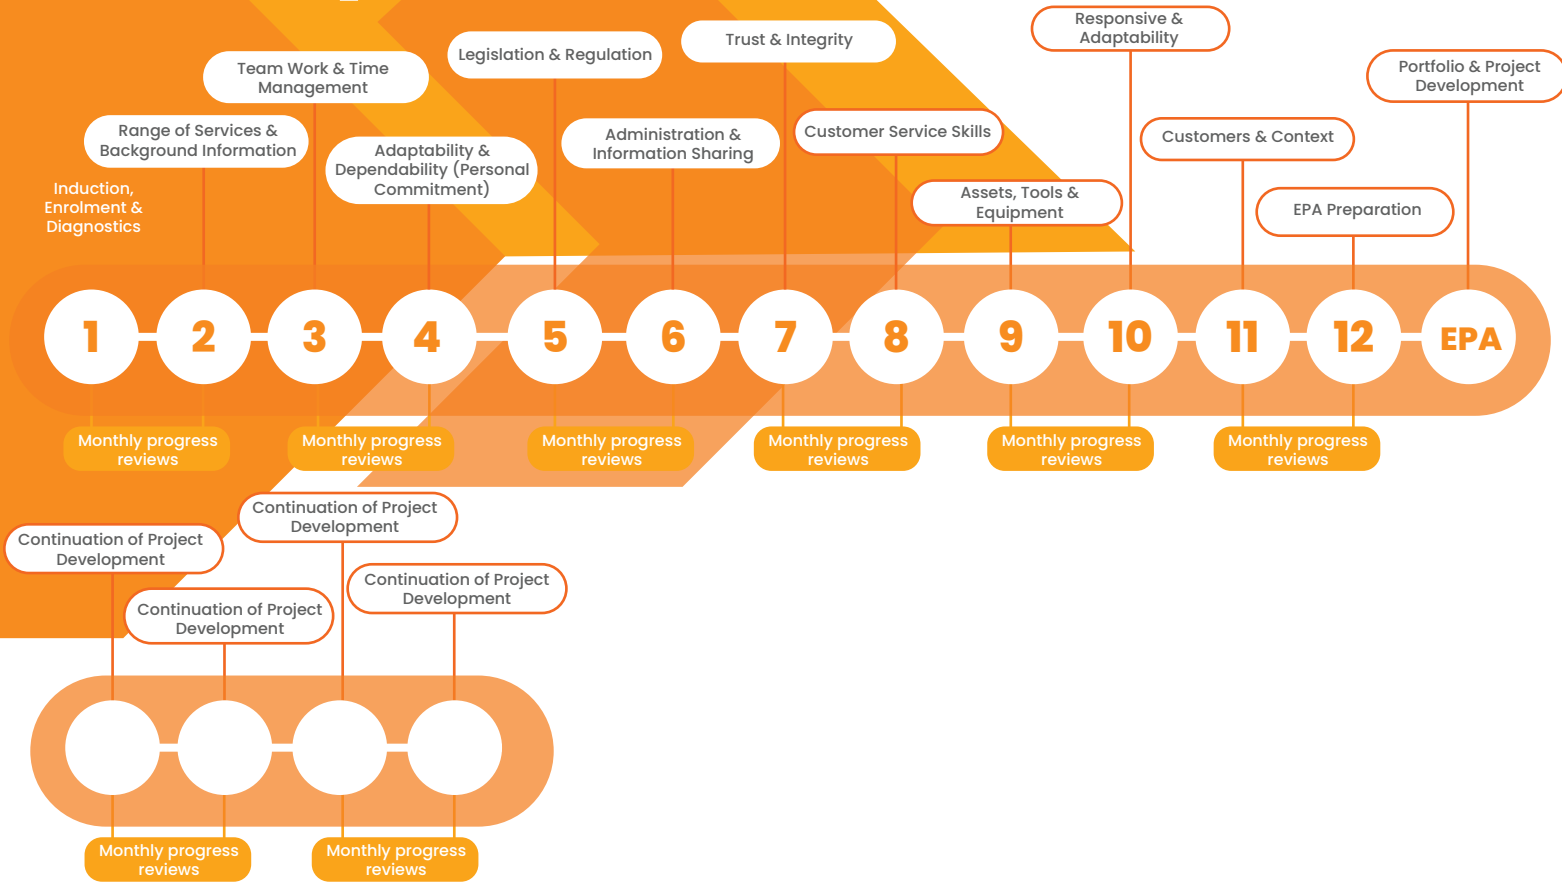 Induction,
Enrolment &
Diagnostics
Range of Services &
Background Information
Team Work & Time
Management
Adaptability &
Dependability (Personal
Commitment)
Legislation & Regulation
Administration &
Information Sharing
Trust & Integrity
Customer Service Skills
Assets, Tools &
Equipment
Responsive &
Adaptability
Customers & Context
EPA Preparation
Portfolio & Project
Development
1
2
3
4
5
6
7
8
9
10
11
12
EPA
Monthly progress
reviews
Monthly progress
reviews
Monthly progress
reviews
Monthly progress
reviews
Monthly progress
reviews
Monthly progress
reviews
Continuation of Project
Development
Continuation of Project
Development
Continuation of Project
Development
Continuation of Project
Development
Monthly progress
reviews
Monthly progress
reviews